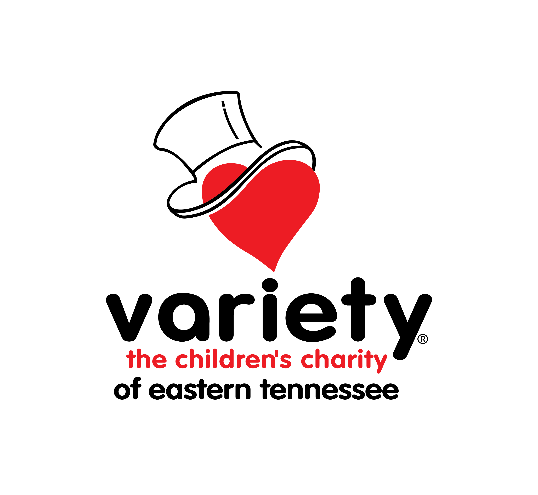 variety®
the children's charity
of eastern tennessee